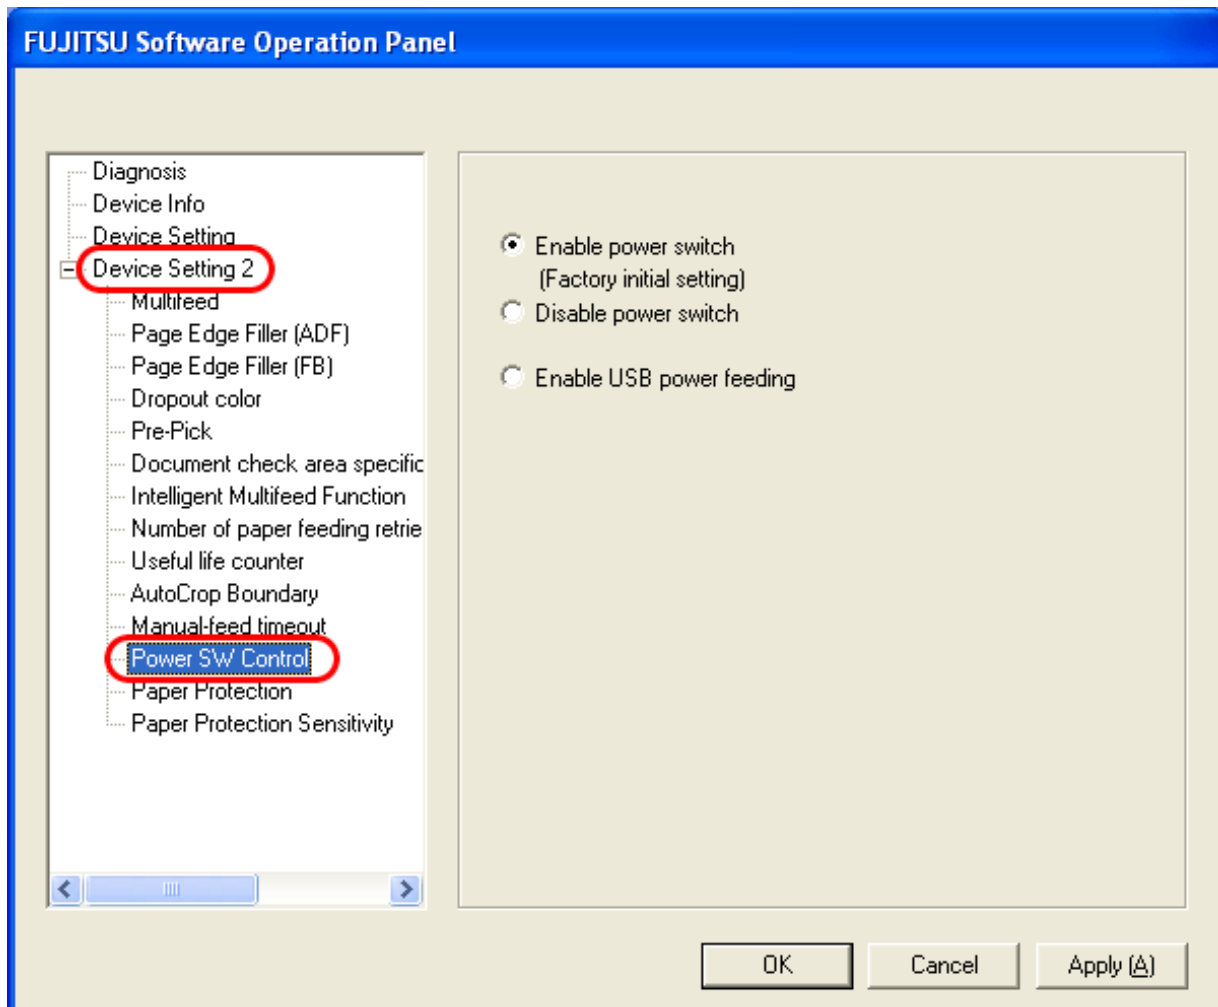 FUJITSU Software Operation Panel
Diagnosis
Device Info
Device Setting
Device Setting 2
Multifeed
Page Edge Filler (ADF)
Page Edge Filler (FB)
Dropout color
Pre-Pick
Document check area specific
Intelligent Multifeed Function
Number of paper feeding retrie
Useful life counter
AutoCrop Boundary
Manual-feed timeout
Power SW Control
Paper Protection
Paper Protection Sensitivity
Enable power switch
(Factory initial setting)
Disable power switch
Enable USB power feeding
OK
Cancel
Apply (A)